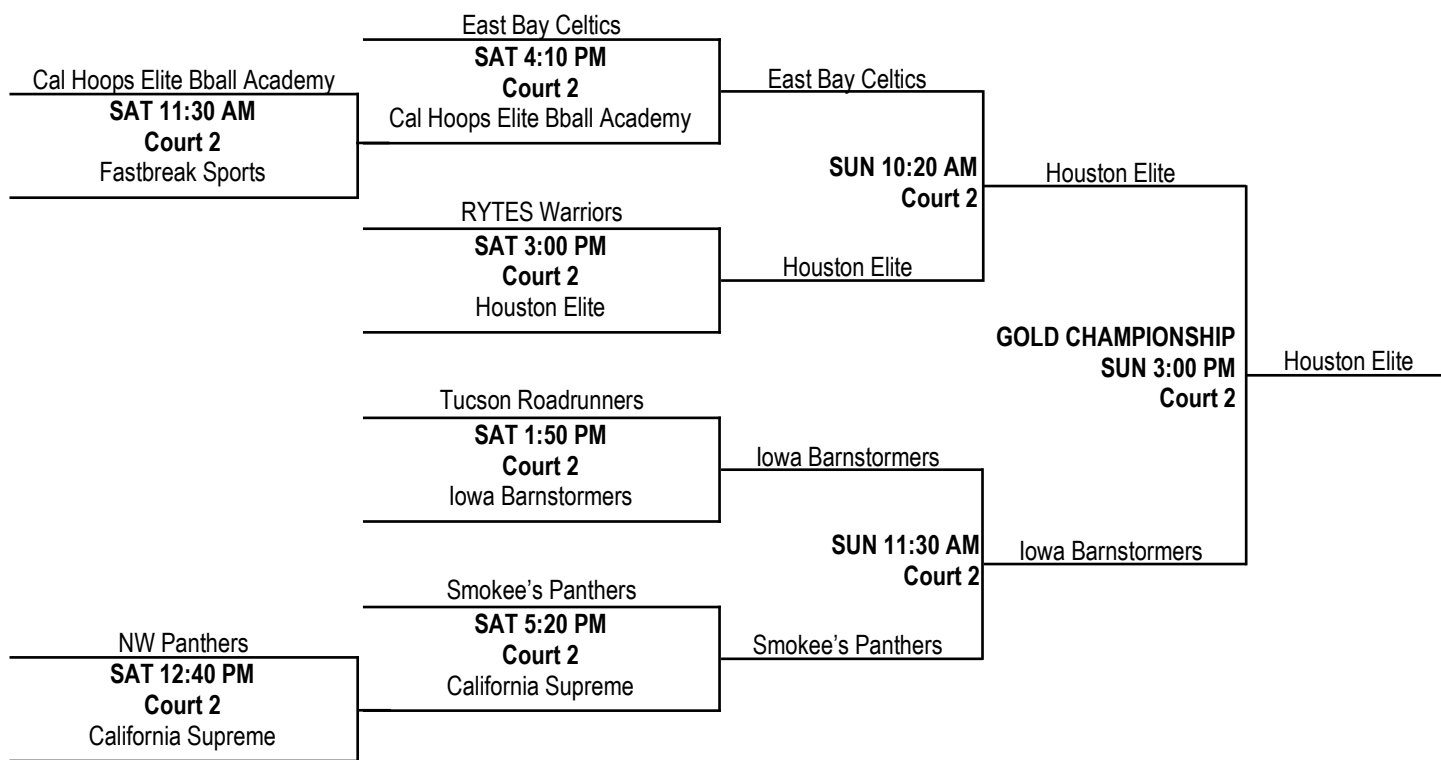 East Bay Celtics
SAT 4:10 PM
Court 2
Cal Hoops Elite Bball Academy
Cal Hoops Elite Bball Academy
SAT 11:30 AM
Court 2
Fastbreak Sports
East Bay Celtics
SUN 10:20 AM
Court 2
Houston Elite
RYTES Warriors
SAT 3:00 PM
Court 2
Houston Elite
Houston Elite
GOLD CHAMPIONSHIP
SUN 3:00 PM
Court 2
Houston Elite
Tucson Roadrunners
SAT 1:50 PM
Court 2
Iowa Barnstormers
Iowa Barnstormers
SUN 11:30 AM
Court 2
Iowa Barnstormers
Smokee’s Panthers
SAT 5:20 PM
Court 2
California Supreme
Smokee’s Panthers
NW Panthers
SAT 12:40 PM
Court 2
California Supreme